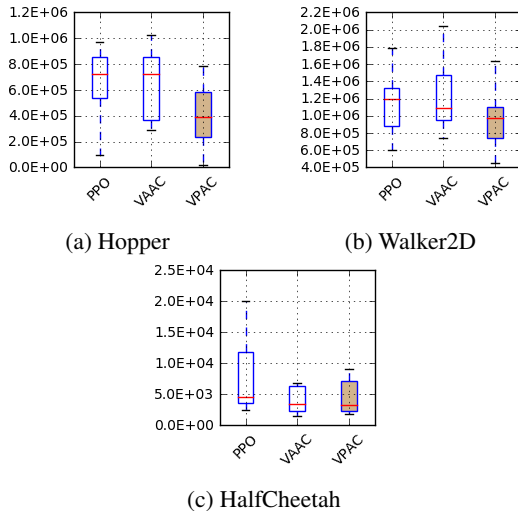 1.2E+06
1.0E+06
8.0E+05
6.0E+05
4.0E+05
2.0E+05
0.0E+00
PPO
VAAC
VPAC
(a) Hopper
2.2E+06
2.0E+06
1.8E+06
1.6E+06
1.4E+06
1.2E+06
1.0E+06
8.0E+05
6.0E+05
4.0E+05
PPO
VAAC
VPAC
(b) Walker2D
2.5E+04
2.0E+04
1.5E+04
1.0E+04
5.0E+03
0.0E+00
PPO
VAAC
VPAC
(c) HalfCheetah